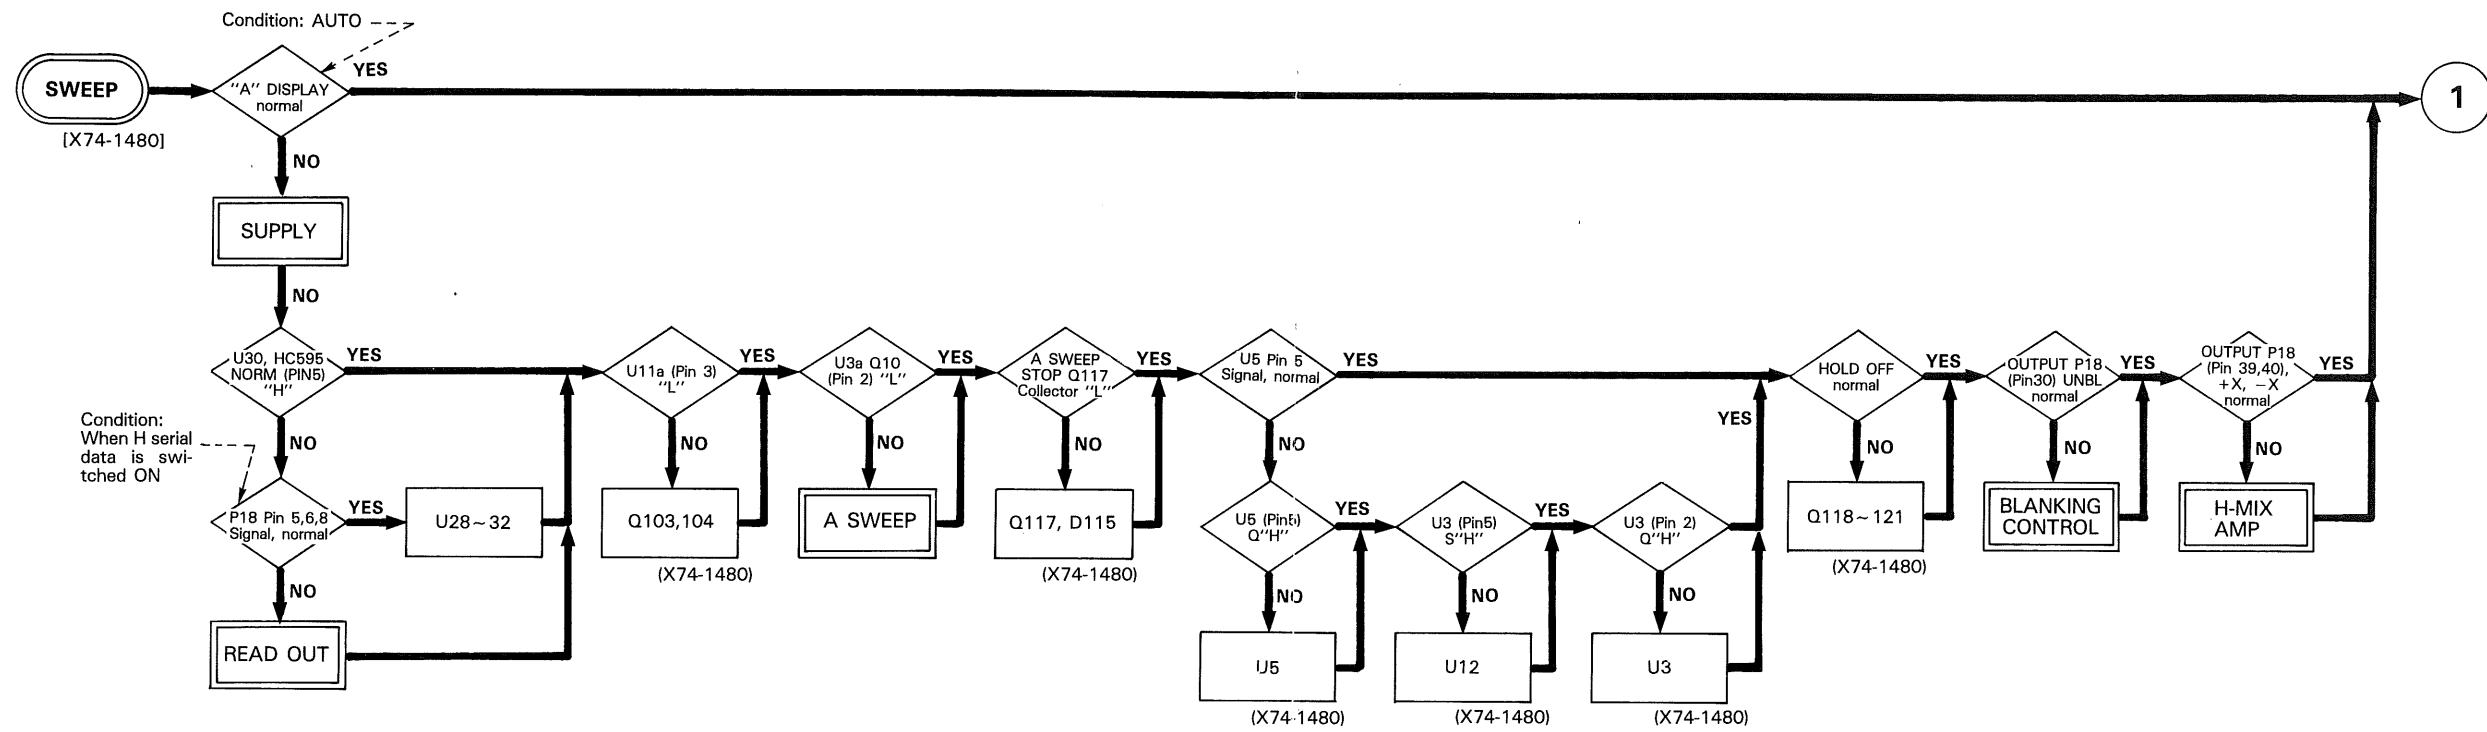 Condition: AUTO
SWEEP
[X74-1480]
"A" DISPLAY
normal
YES
1
NO
SUPPLY
NO
U30, HC595
NORM (PIN5)
"H"
YES
NO
Condition:
When H serial
data is swi-
tched ON
P18 Pin 5,6,8
Signal, normal
YES
U28~32
NO
READ OUT
U11a (Pin 3)
"L"
YES
NO
Q103,104
(X74-1480)
U3a Q10
(Pin 2) "L"
YES
NO
A SWEEP
A SWEEP
STOP Q117
Collector "L"
YES
NO
Q117, D115
(X74-1480)
U5 Pin 5
Signal, normal
YES
NO
U5 (Pin6)
Q"H"
YES
NO
U5
(X74-1480)
U3 (Pin5)
S"H"
YES
NO
U12
(X74-1480)
U3 (Pin 2)
Q"H"
YES
NO
U3
(X74-1480)
HOLD OFF
normal
YES
NO
Q118~121
(X74-1480)
OUTPUT P18
(Pin30) UNBL
normal
YES
NO
BLANKING
CONTROL
OUTPUT P18
(Pin 39,40),
+X, −X
normal
YES
NO
H-MIX
AMP